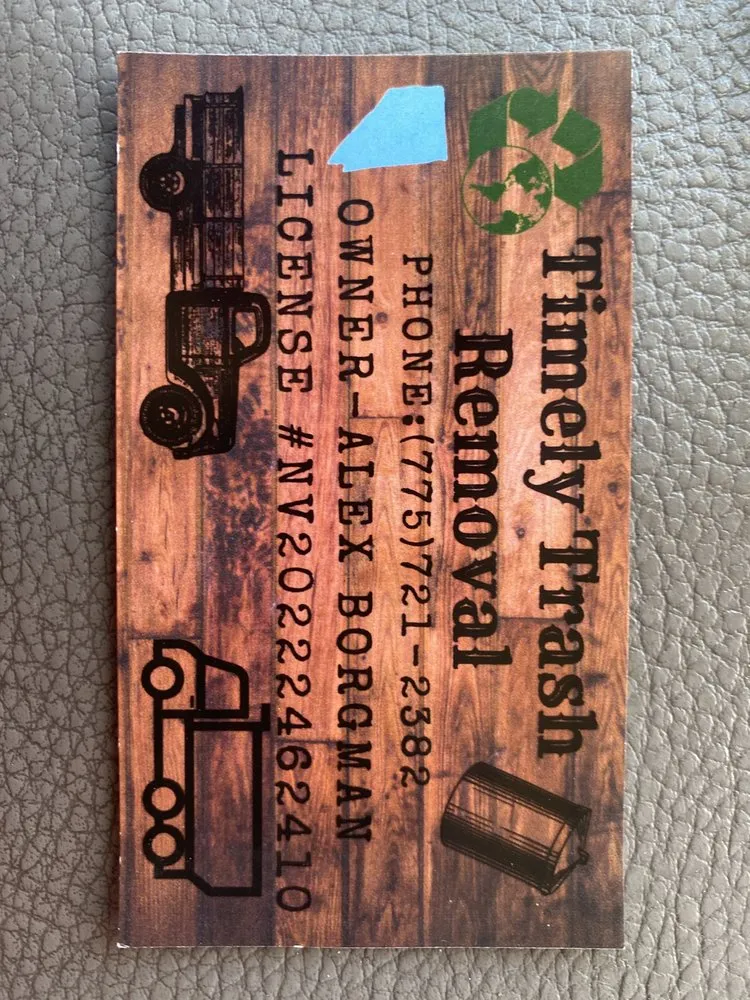 Timely Trash
Removal
PHONE:(775)721-2382
OWNER-ALEX BORGMAN
LICENSE #NV20222462410